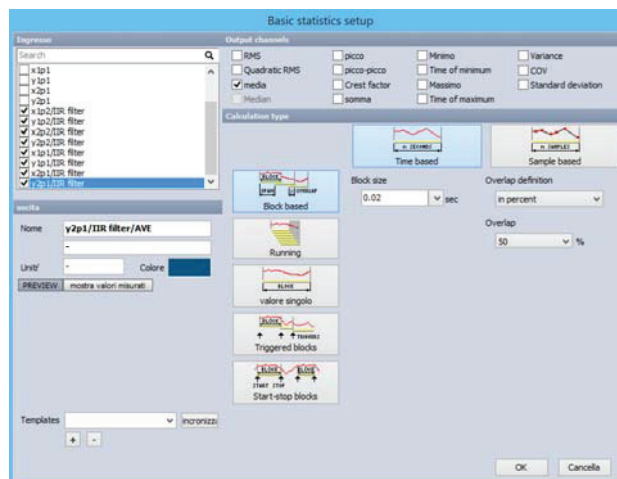 Basic statistics setup
Ingresso
Search
x1p1
y1p1
x2p1
y2p1
x1p2/IIR filter
y1p2/IIR filter
x2p2/IIR filter
y2p2/IIR filter
x1p1/IIR filter
y1p1/IIR filter
x2p1/IIR filter
y2p1/IIR filter
uscita
Nome
y2p1/IIR filter/AVE
-
Unita'
-
Colore
PREVIEW
mostra valori misurati
Templates
incronizza
+
-
Output channels
RMS
picco
Minimo
Variance
Quadratic RMS
picco-picco
Time of minimum
COV
media
Crest factor
Massimo
Standard deviation
Median
somma
Time of maximum
Calculation type
Time based
Sample based
Block based
Running
valore singolo
Triggered blocks
Start-stop blocks
Block size
0.02
sec
Overlap definition
in percent
Overlap
50
%
OK
Cancella